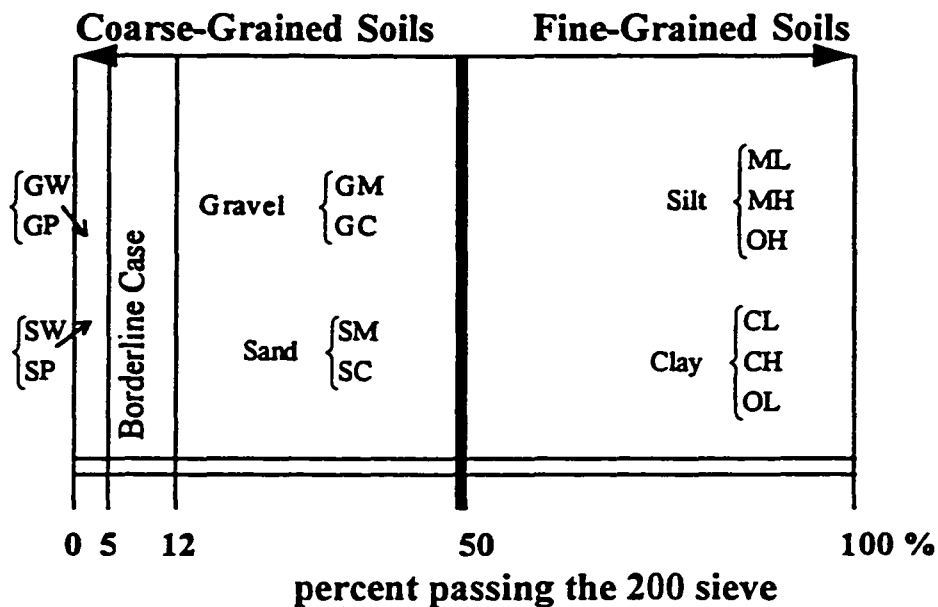 Coarse-Grained Soils Fine-Grained Soils
GW
GP
SW
SP
Borderline Case
Gravel
GM
GC
Sand
SM
SC
Silt
ML
MH
OH
Clay
CL
CH
OL
0 5 12 50 100 %
percent passing the 200 sieve